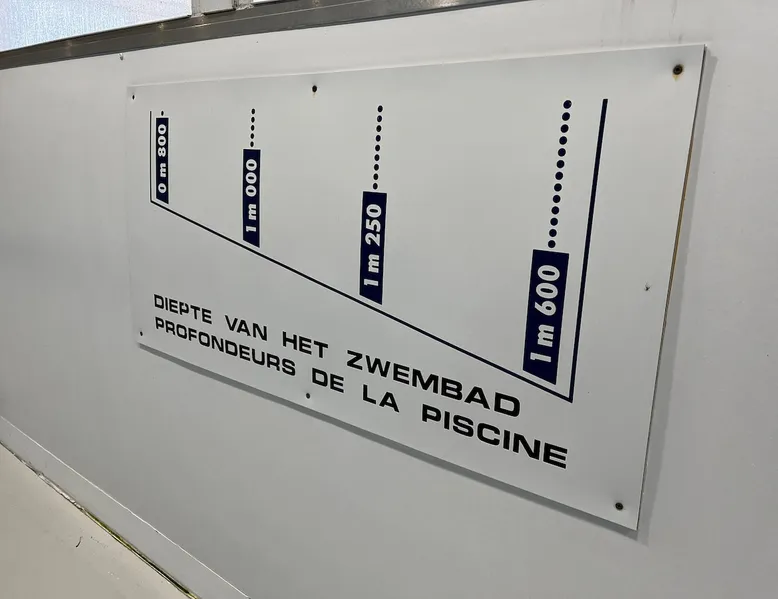 0 m 800
1 m 000
1 m 250
1 m 600
DIEPTE VAN HET ZWEMBAD
PROFONDEURS DE LA PISCINE